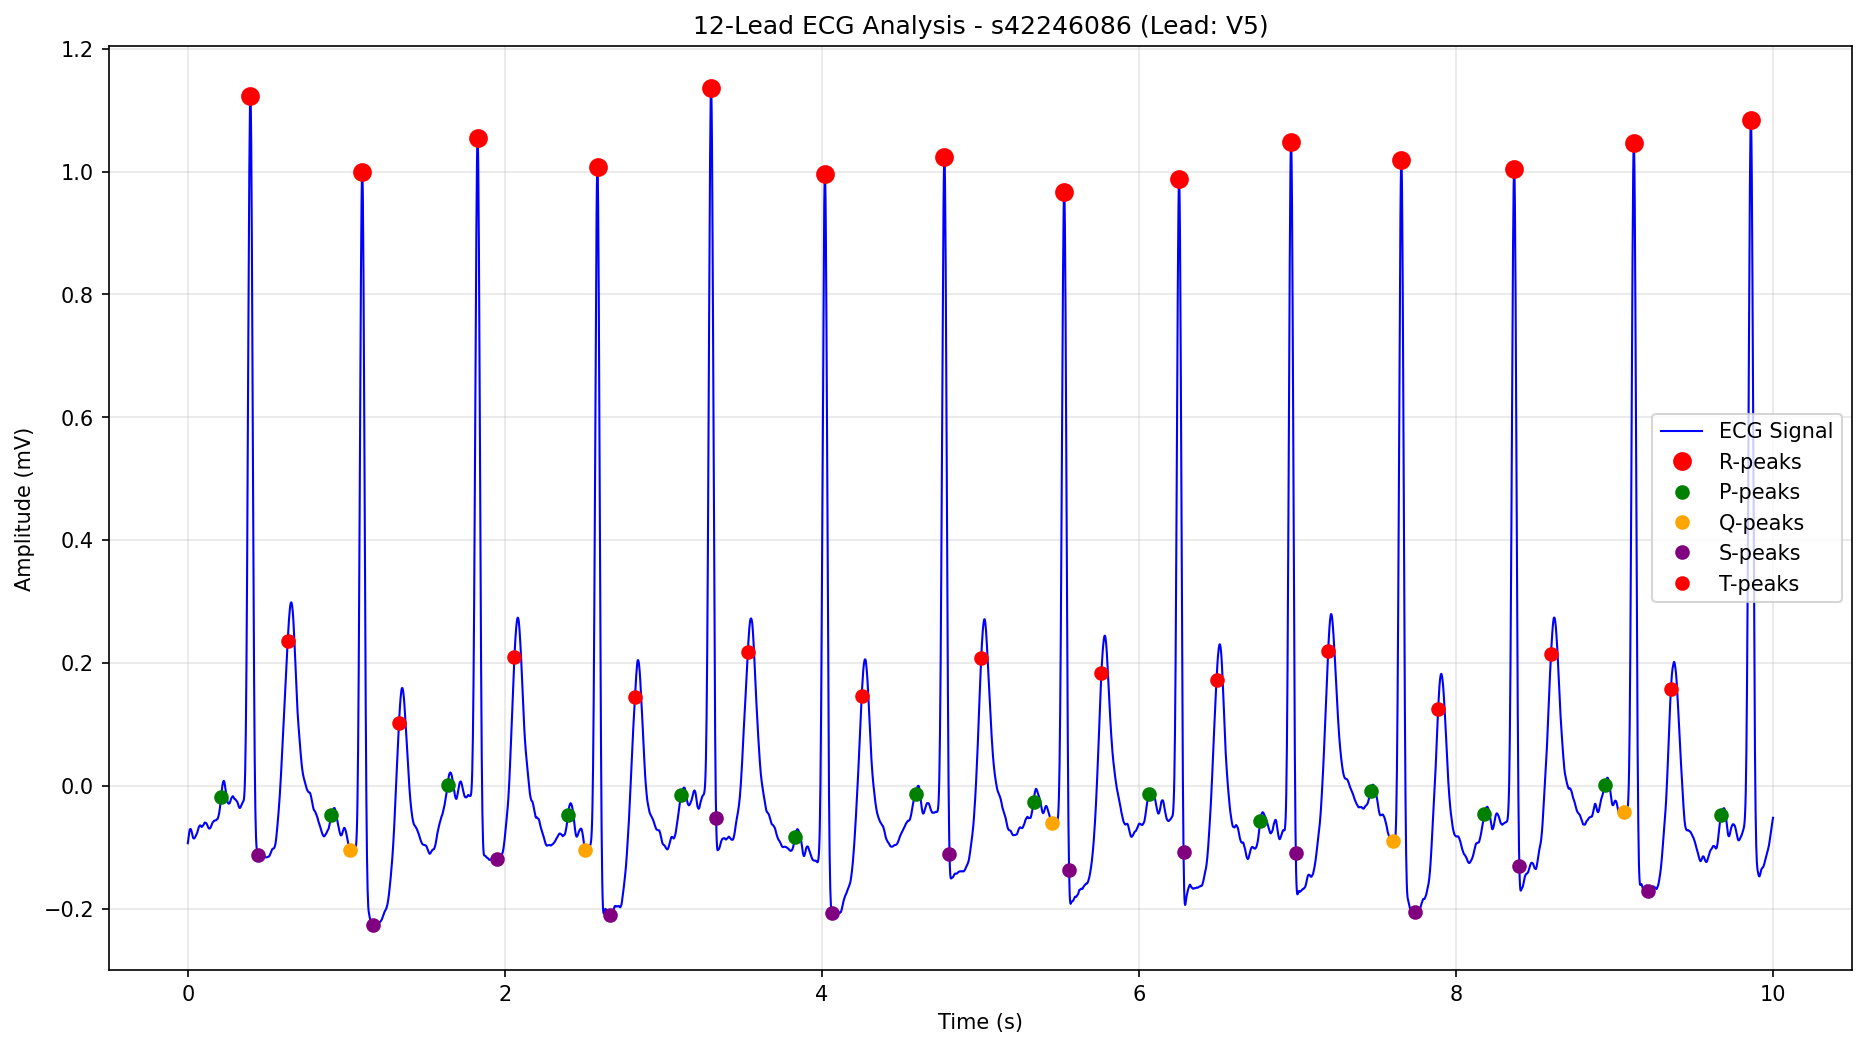 12-Lead ECG Analysis - s42246086 (Lead: V5)
1.2
1.0
0.8
0.6
0.4
0.2
0.0
−0.2
Amplitude (mV)
ECG Signal
R-peaks
P-peaks
Q-peaks
S-peaks
T-peaks
0 2 4 6 8 10
Time (s)